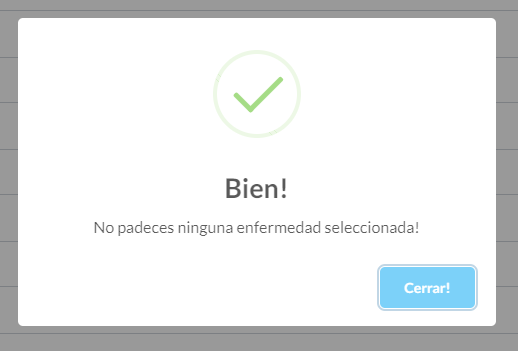 Bien!
No padeces ninguna enfermedad seleccionada!
Cerrar!